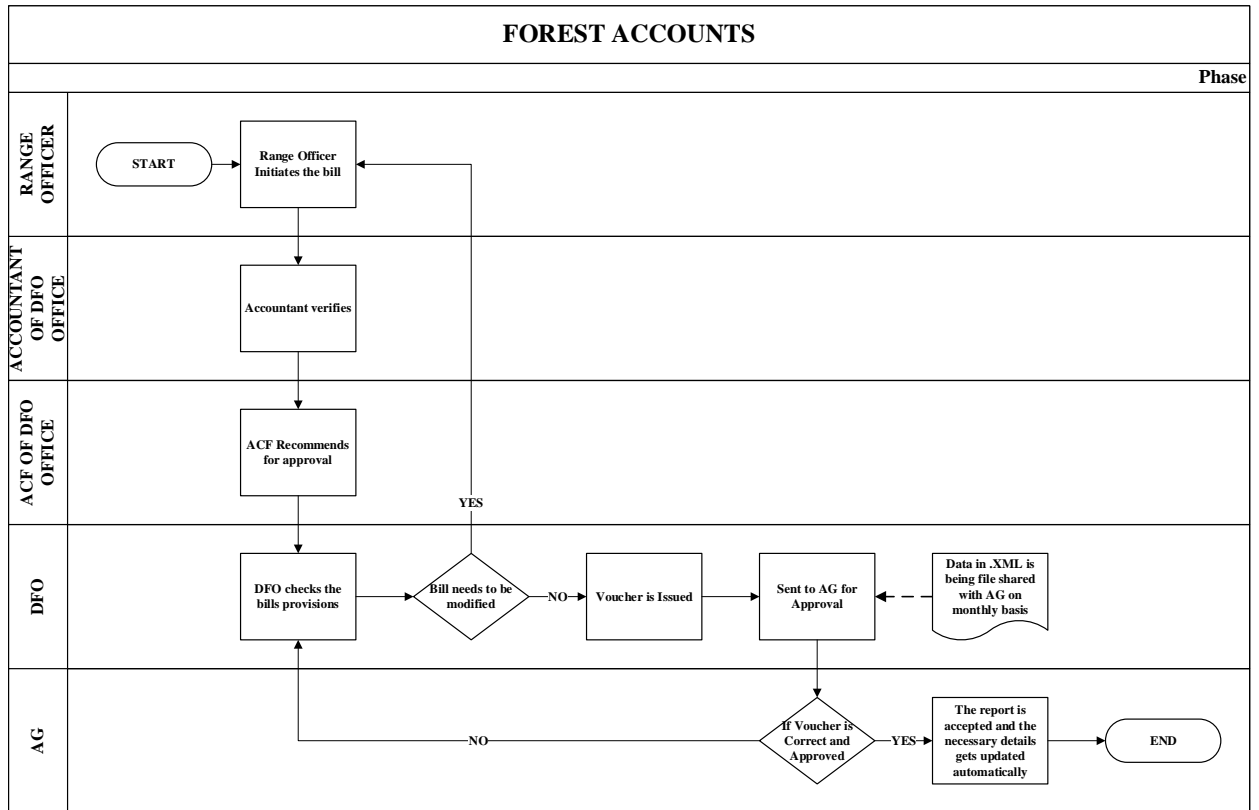 FOREST ACCOUNTS
Phase
RANGE
OFFICER
START
Range Officer
Initiates the bill
ACCOUNTANT
OF DFO
OFFICE
Accountant verifies
ACF OF DFO
OFFICE
ACF Recommends
for approval
YES
DFO
DFO checks the
bills provisions
Bill needs to be
modified
NO
Voucher is Issued
Sent to AG for
Approval
Data in .XML is
being file shared
with AG on
monthly basis
AG
NO
If Voucher is
Correct and
Approved
YES
The report is
accepted and the
necessary details
gets updated
automatically
END